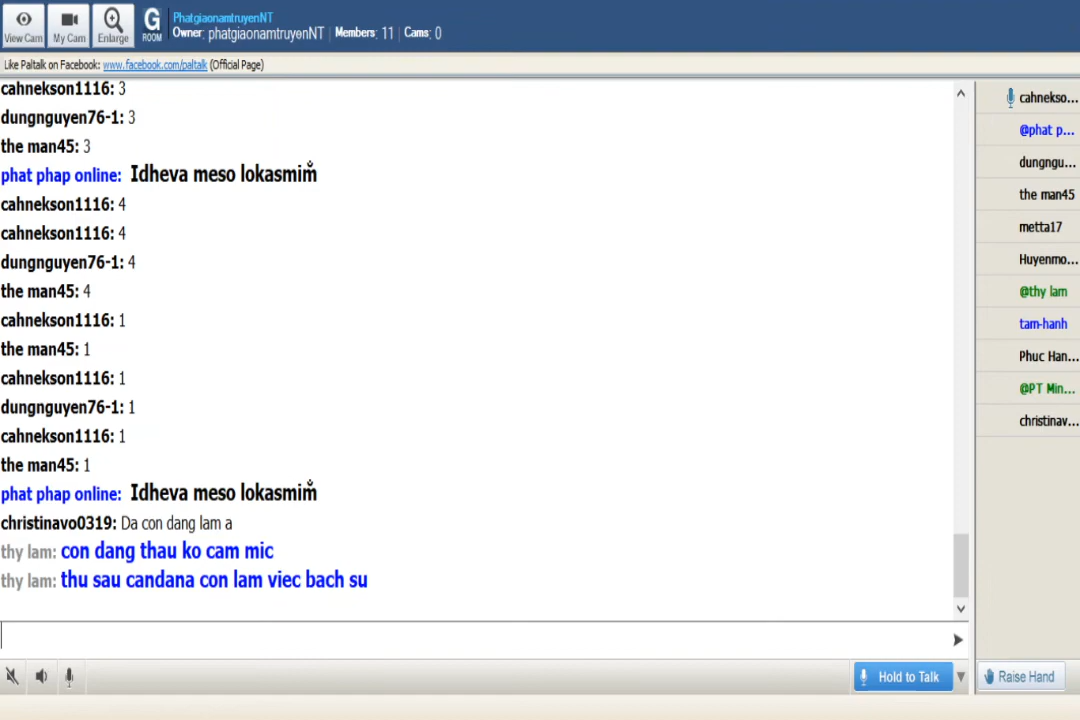 PhatgiaonamtruyenNT
View Cam
My Cam
Enlarge
G
ROOM
Owner: phatgiaonamtruyenNT | Members: 11 | Cams: 0
Like Paltalk on Facebook: www.facebook.com/paltalk (Official Page)
cahnekson1116: 3
dungnguyen76-1: 3
the man45: 3
phat phap online: Idheva meso lokasmim̐
cahnekson1116: 4
cahnekson1116: 4
dungnguyen76-1: 4
the man45: 4
cahnekson1116: 1
the man45: 1
cahnekson1116: 1
dungnguyen76-1: 1
cahnekson1116: 1
the man45: 1
phat phap online: Idheva meso lokasmim̐
christinavo0319: Da con dang lam a
thy lam: con dang thau ko cam mic
thy lam: thu sau candana con lam viec bach su
cahnekso...
@phat p...
dungngu...
the man45
metta17
Huyenmo...
@thy lam
tam-hanh
Phuc Han...
@PT Min...
christinav...
Hold to Talk
Raise Hand